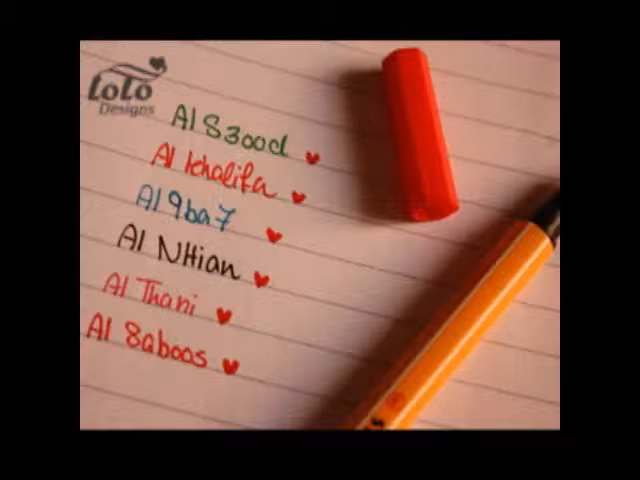 LoLo
Designs
Al S3ood
Al khalifa
Al 9ba7
Al NHian
Al Thani
Al 8aboos